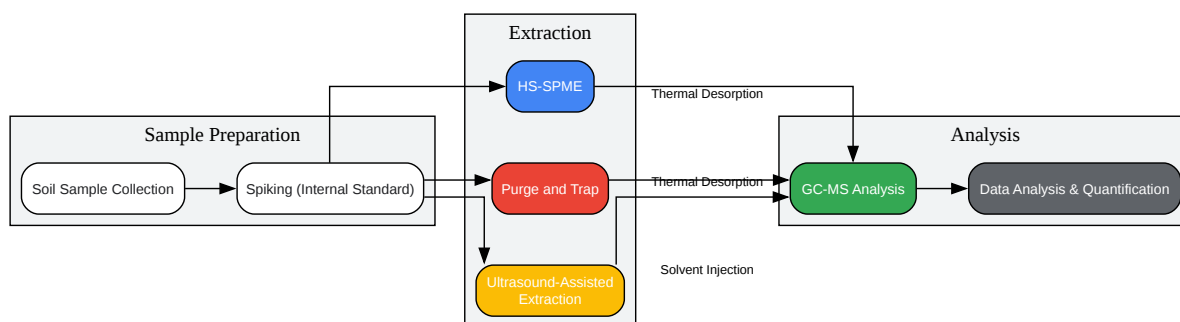 Extraction
HS-SPME
Thermal Desorption
Sample Preparation
Analysis
Soil Sample Collection
Spiking (Internal Standard)
Purge and Trap
Thermal Desorption
GC-MS Analysis
Data Analysis & Quantification
Ultrasound-Assisted
Extraction
Solvent Injection